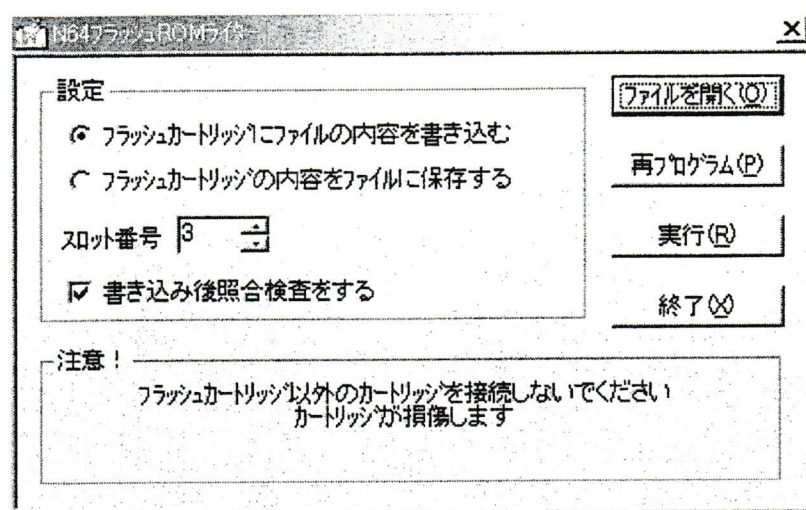 N64フラッシュROMライター
設定
フラッシュカートリッジにファイルの内容を書き込む
フラッシュカートリッジの内容をファイルに保存する
スロット番号 3
書き込み後照合検査をする
ファイルを開く(O)
再プログラム(P)
実行(R)
終了(X)
注意!
フラッシュカートリッジ以外のカートリッジを接続しないでください
カートリッジが損傷します